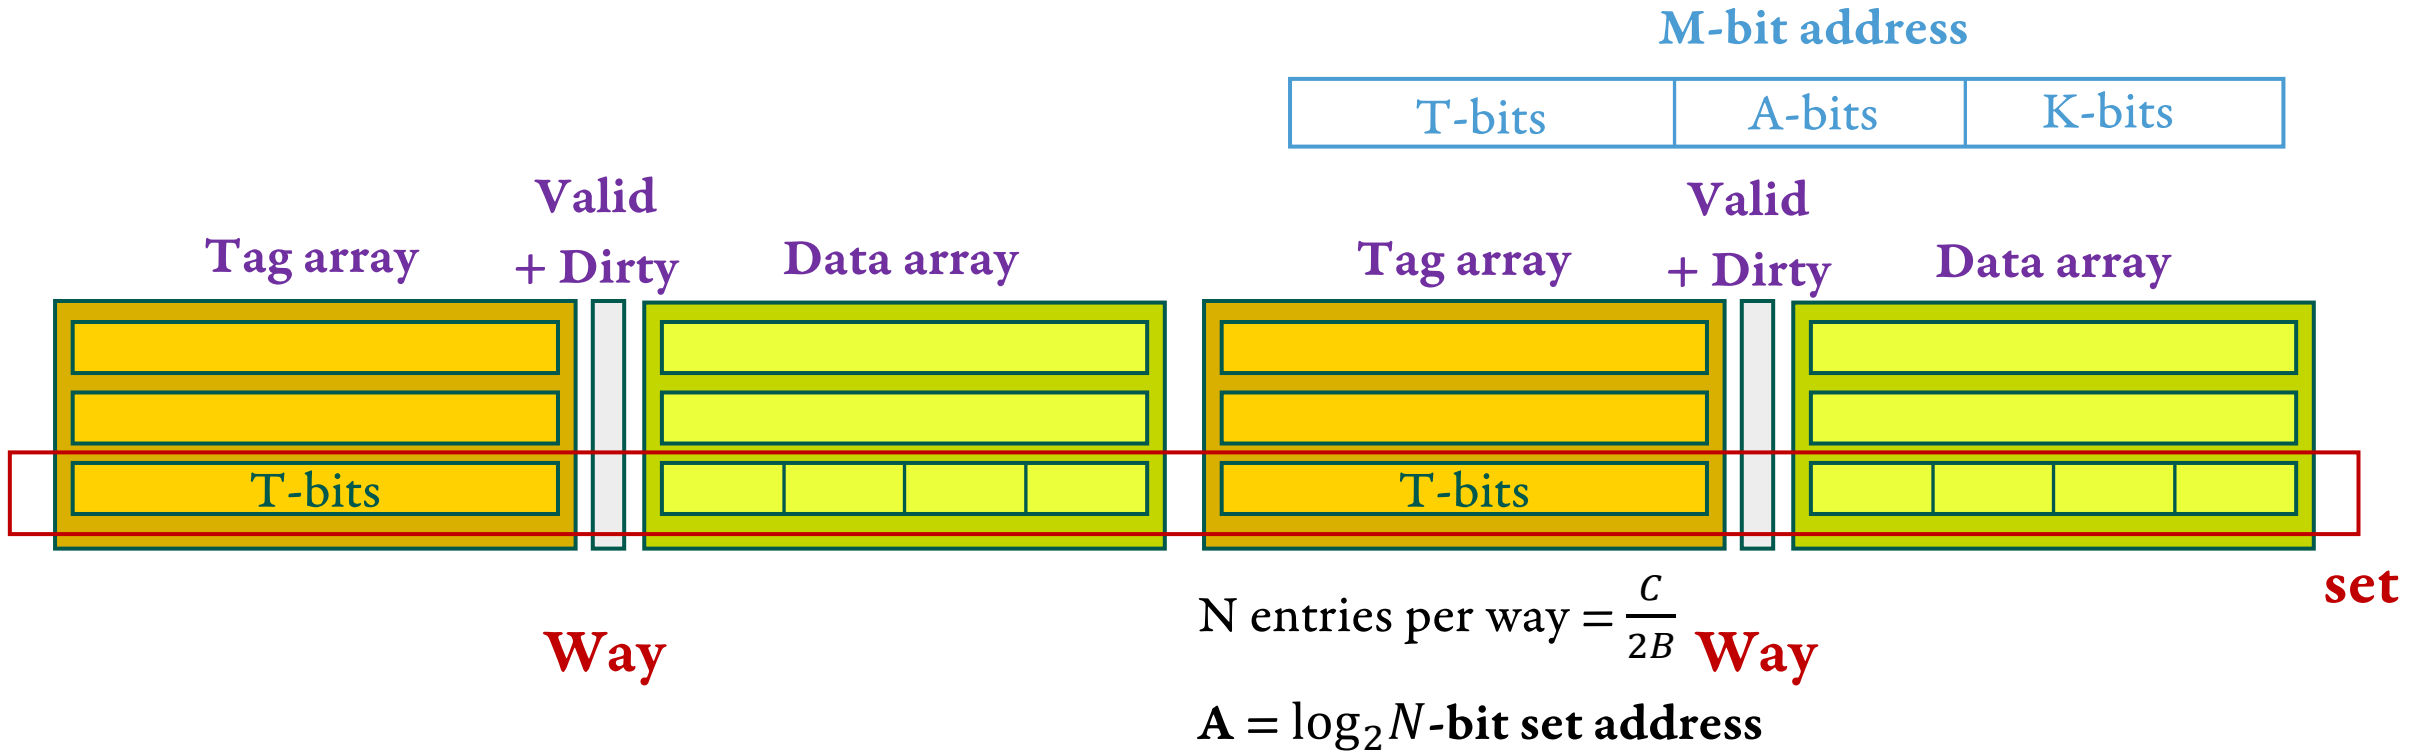 M-bit address
T-bits A-bits K-bits
Valid
+ Dirty
Tag array
Data array
Valid
+ Dirty
Tag array
Data array
T-bits
T-bits
set
Way
N entries per way = C/2B
Way
A = log₂N-bit set address